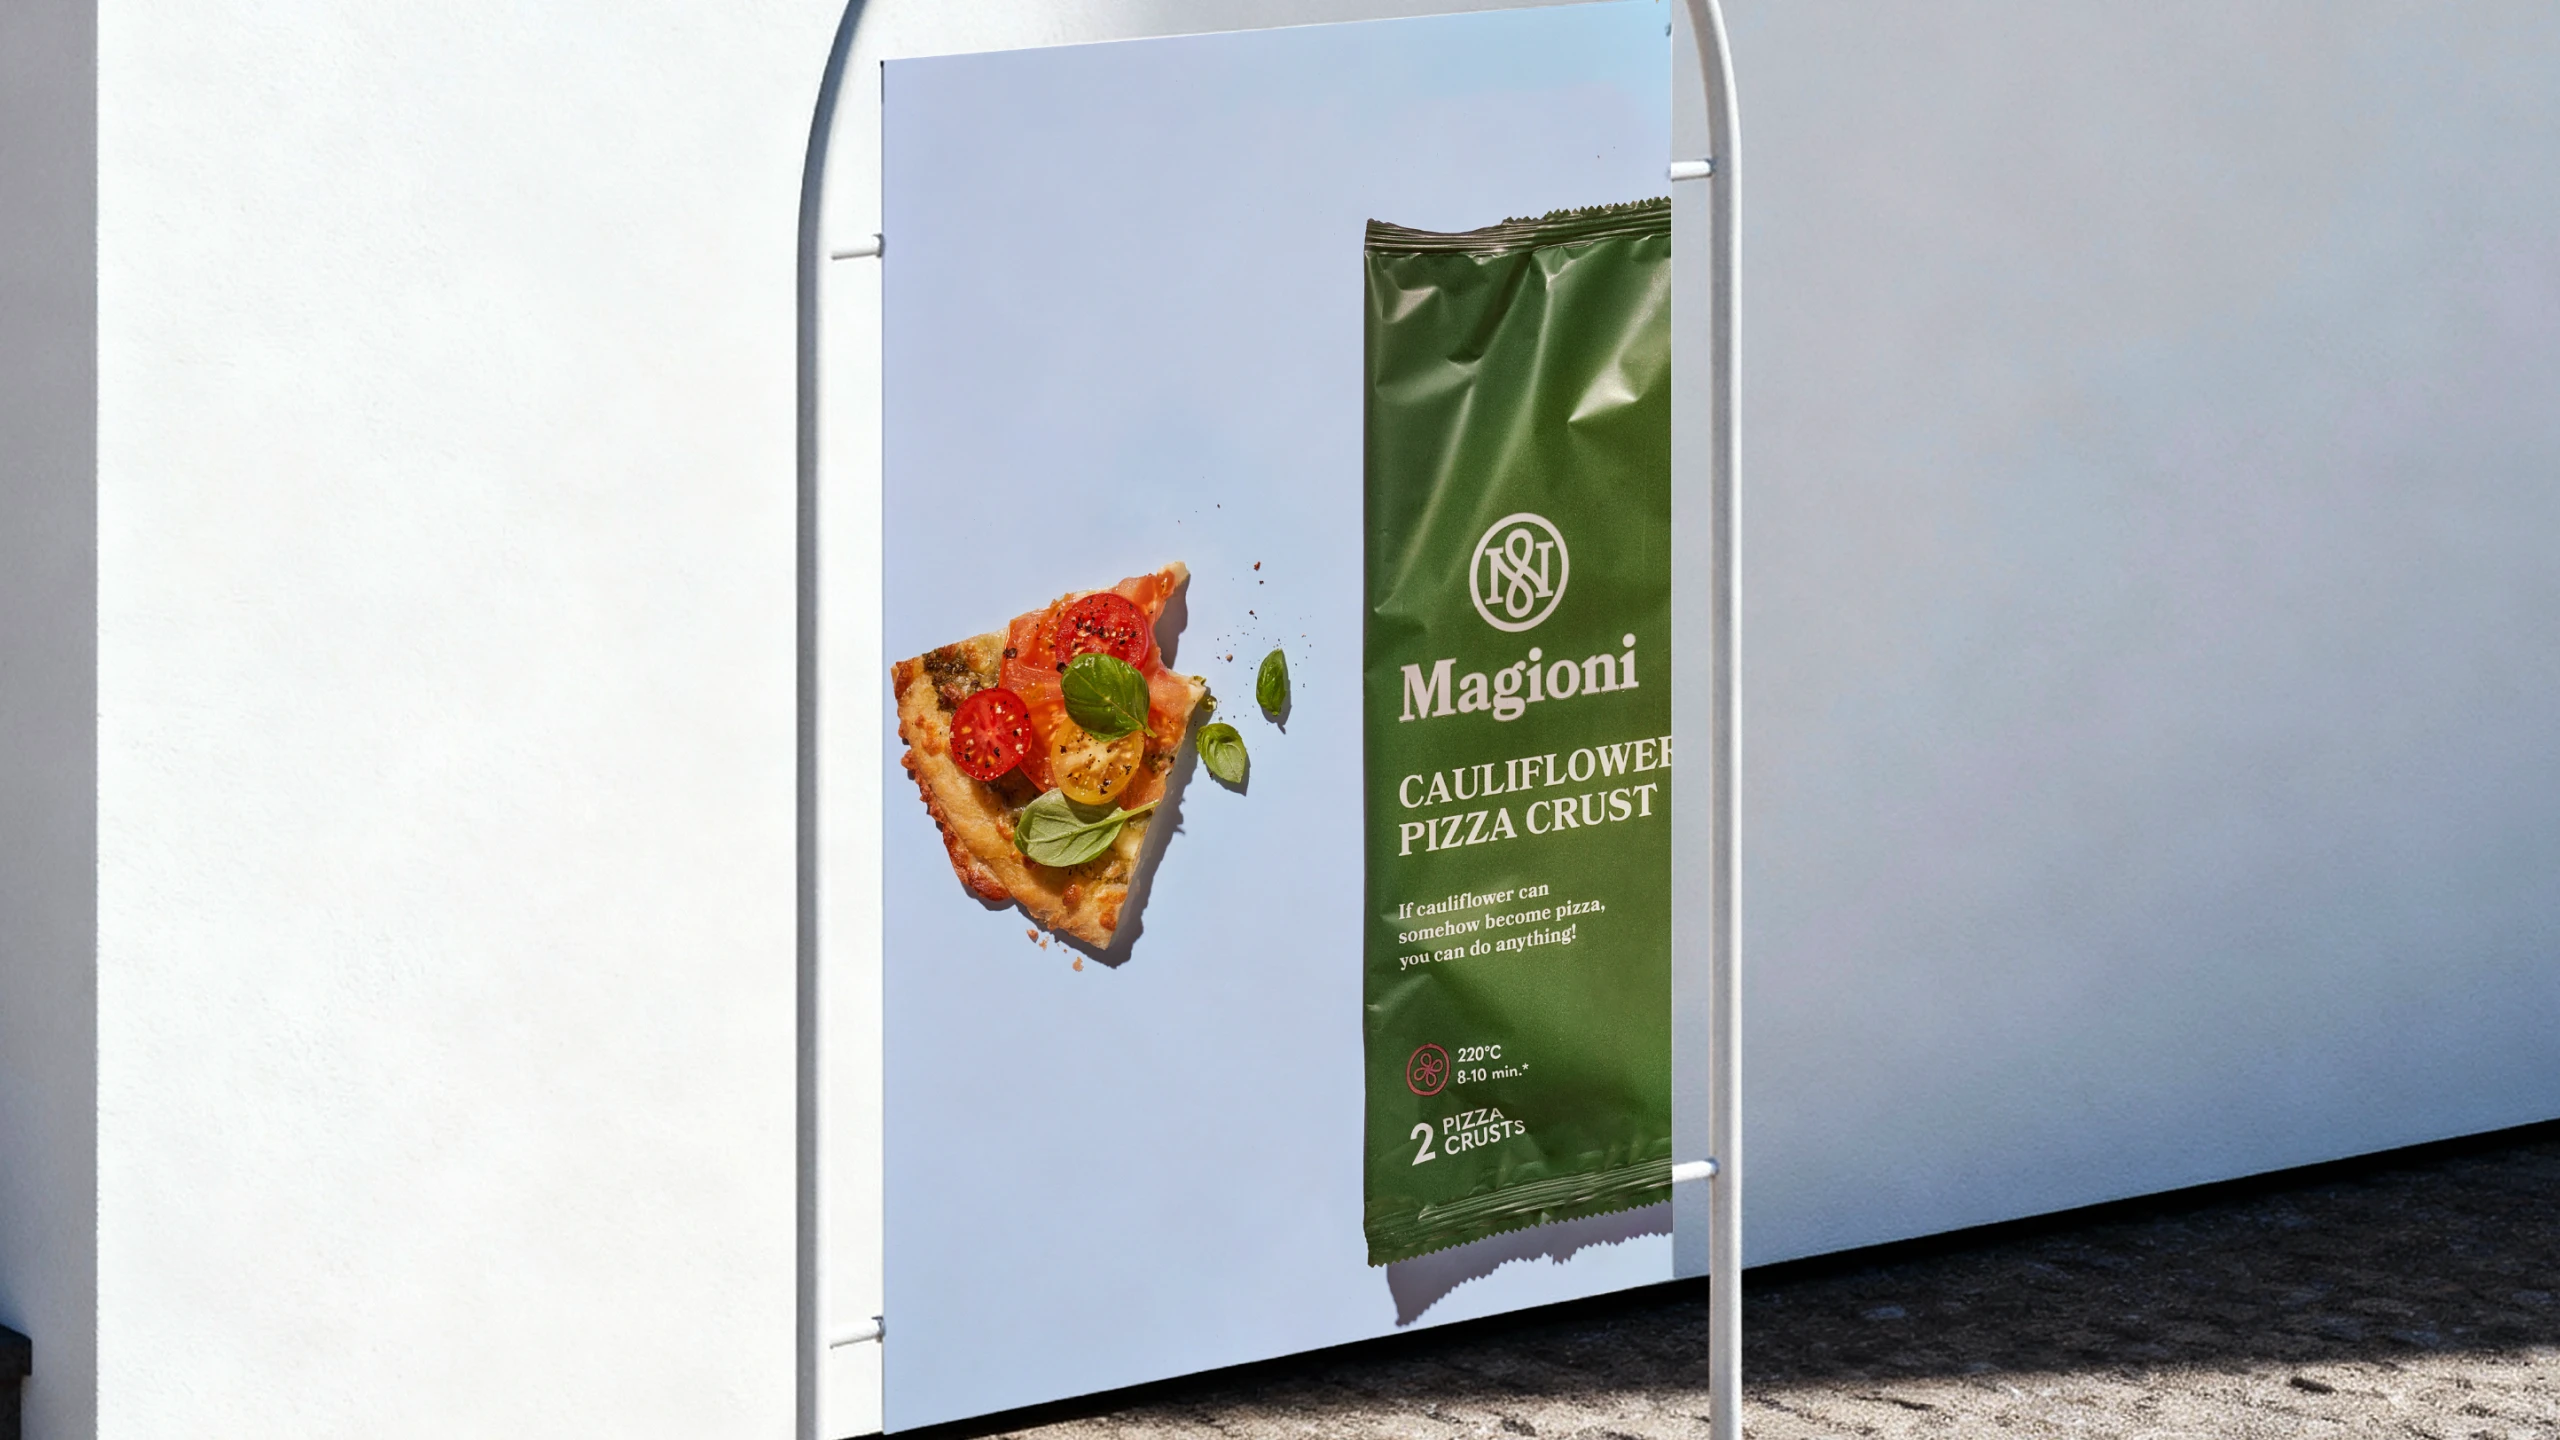 Magioni
CAULIFLOWER
PIZZA CRUST
If cauliflower can
somehow become pizza,
you can do anything!
220°C
8-10 min.*
2 PIZZA
CRUSTS